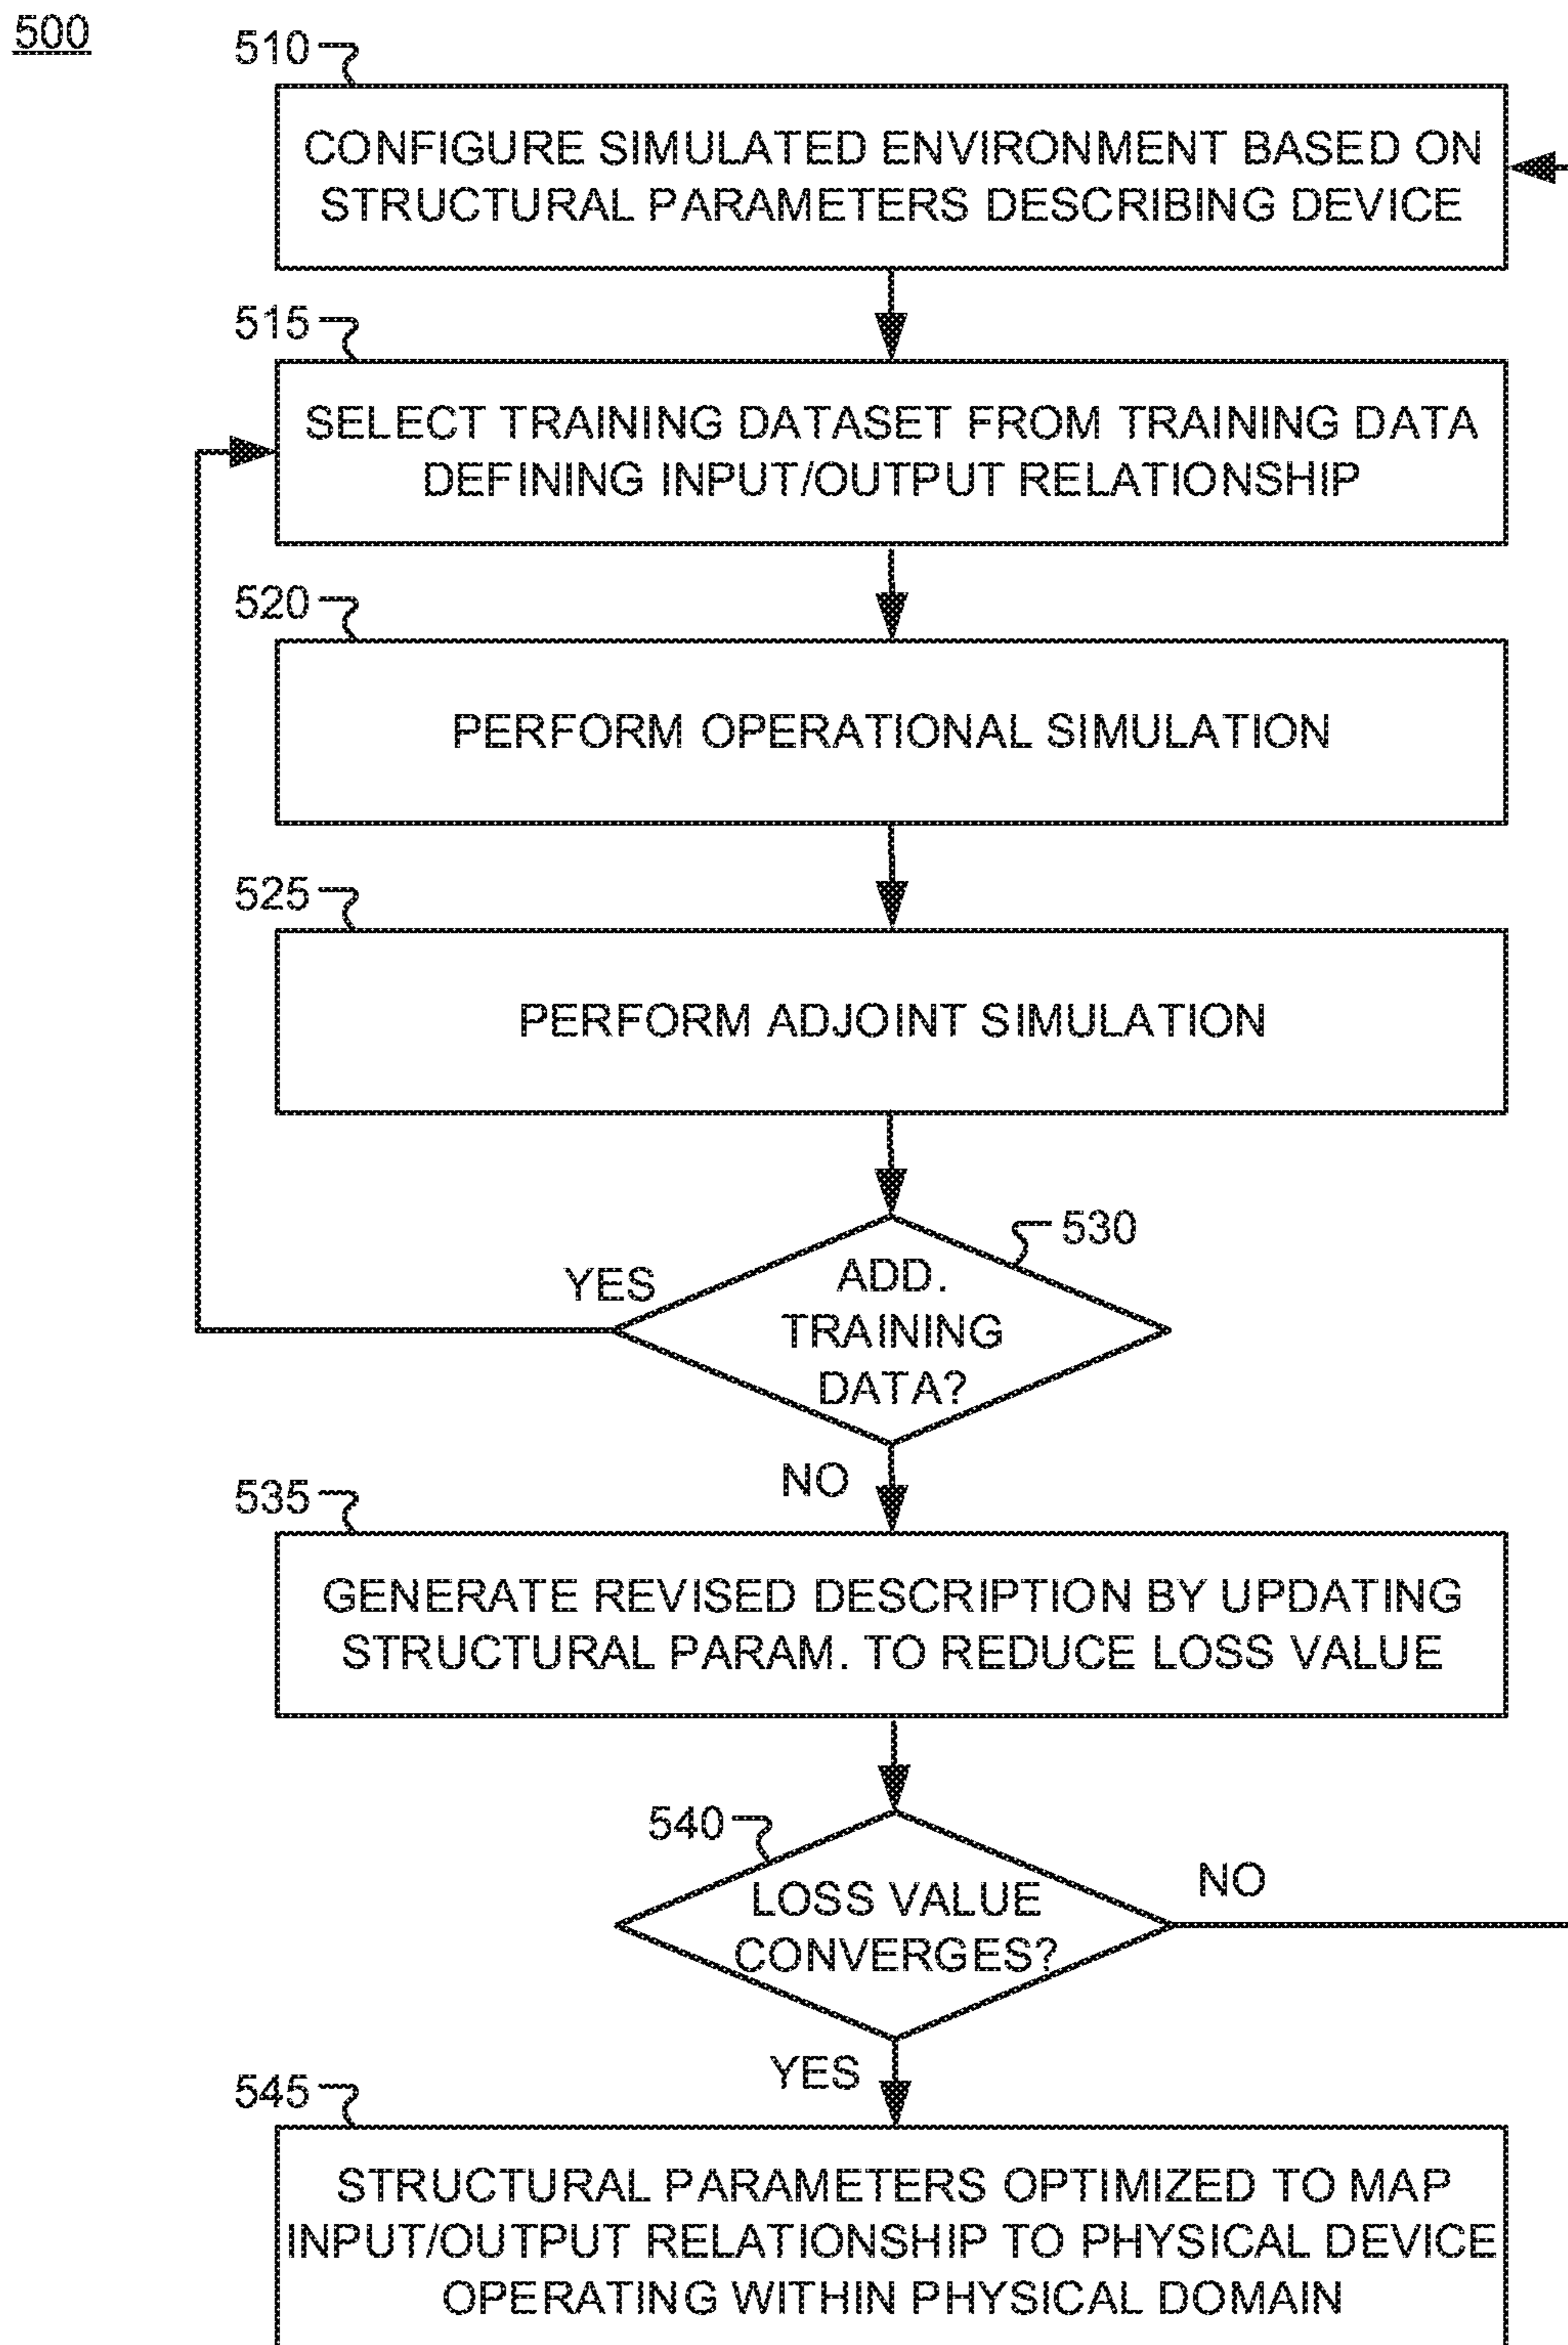 500
510
CONFIGURE SIMULATED ENVIRONMENT BASED ON
STRUCTURAL PARAMETERS DESCRIBING DEVICE
515
SELECT TRAINING DATASET FROM TRAINING DATA
DEFINING INPUT/OUTPUT RELATIONSHIP
520
PERFORM OPERATIONAL SIMULATION
525
PERFORM ADJOINT SIMULATION
530
YES
ADD.
TRAINING
DATA?
NO
535
GENERATE REVISED DESCRIPTION BY UPDATING
STRUCTURAL PARAM. TO REDUCE LOSS VALUE
540
NO
LOSS VALUE
CONVERGES?
YES
545
STRUCTURAL PARAMETERS OPTIMIZED TO MAP
INPUT/OUTPUT RELATIONSHIP TO PHYSICAL DEVICE
OPERATING WITHIN PHYSICAL DOMAIN